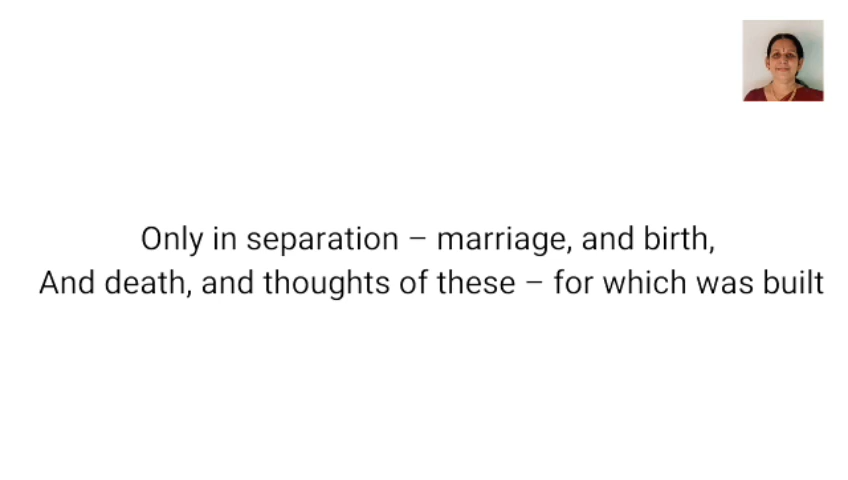 Only in separation – marriage, and birth,
And death, and thoughts of these – for which was built